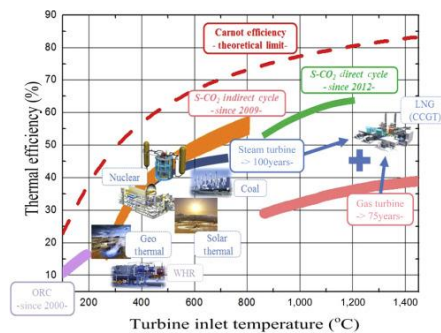 90
80
70
60
50
40
30
20
10
Thermal efficiency (%)
Carnot efficiency
- theoretical limit-
S-CO2 direct cycle
- since 2012-
S-CO2 indirect cycle
- since 2009-
LNG
(CCGT)
Steam turbine
-> 100years-
Nuclear
Coal
Gas turbine
-> 75years-
Geo
thermal
Solar
thermal
WHR
ORC
-since 2000-
200
400
600
800
1,000
1,200
1,400
Turbine inlet temperature (°C)